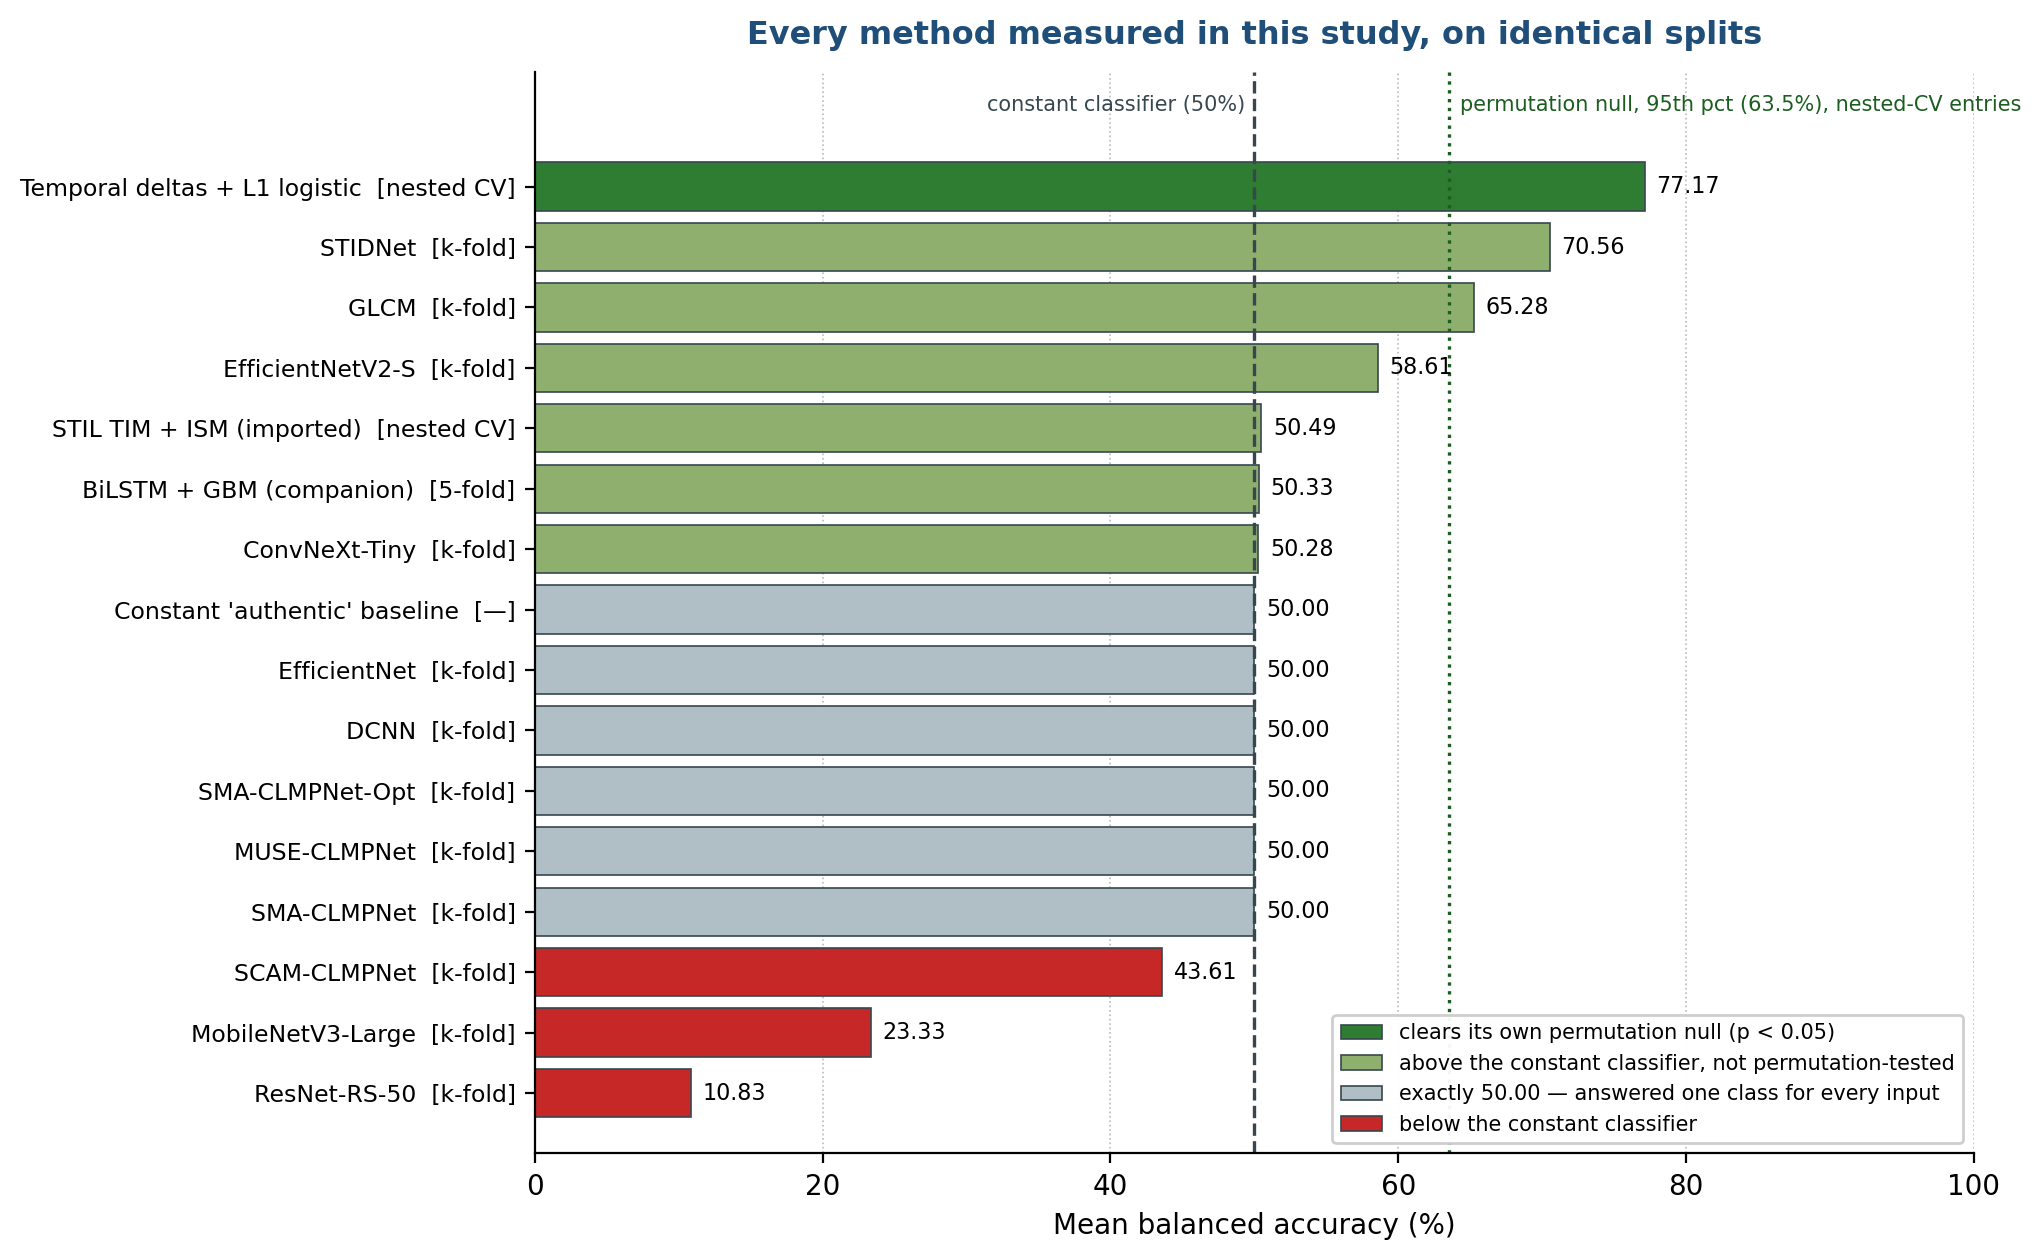 Every method measured in this study, on identical splits
constant classifier (50%)
permutation null, 95th pct (63.5%), nested-CV entries
Temporal deltas + L1 logistic [nested CV] 77.17
STIDNet [k-fold] 70.56
GLCM [k-fold] 65.28
EfficientNetV2-S [k-fold] 58.61
STIL TIM + ISM (imported) [nested CV] 50.49
BiLSTM + GBM (companion) [5-fold] 50.33
ConvNeXt-Tiny [k-fold] 50.28
Constant 'authentic' baseline [—] 50.00
EfficientNet [k-fold] 50.00
DCNN [k-fold] 50.00
SMA-CLMPNet-Opt [k-fold] 50.00
MUSE-CLMPNet [k-fold] 50.00
SMA-CLMPNet [k-fold] 50.00
SCAM-CLMPNet [k-fold] 43.61
MobileNetV3-Large [k-fold] 23.33
ResNet-RS-50 [k-fold] 10.83
clears its own permutation null (p < 0.05)
above the constant classifier, not permutation-tested
exactly 50.00 — answered one class for every input
below the constant classifier
0 20 40 60 80 100
Mean balanced accuracy (%)